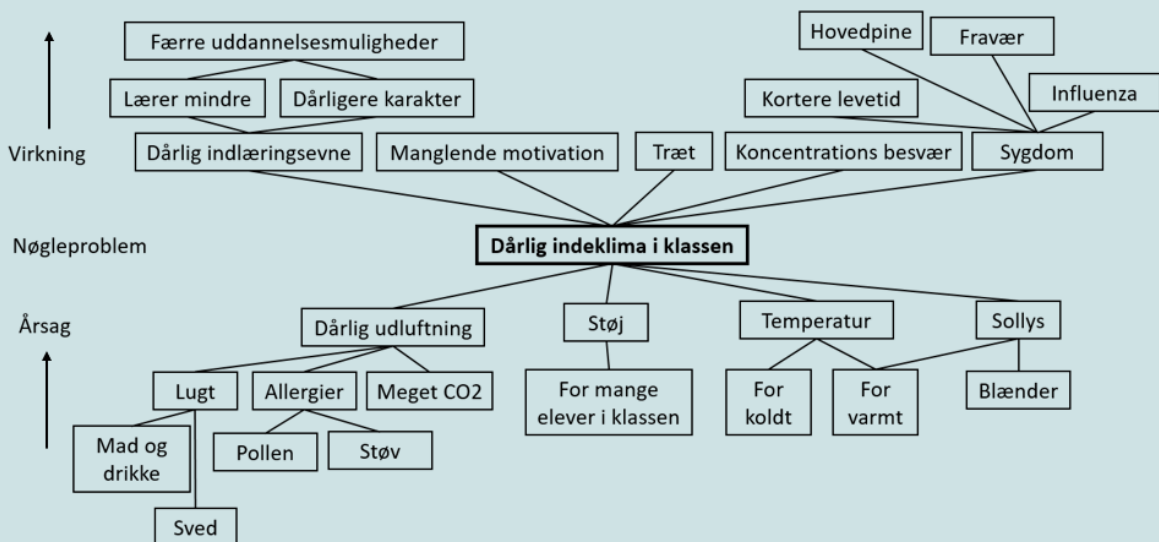 Færre uddannelsesmuligheder
Hovedpine
Fravær
Lærer mindre
Dårligere karakter
Kortere levetid
Influenza
Virkning
Dårlig indlæringsevne
Manglende motivation
Træt
Koncentrations besvær
Sygdom
Nøgleproblem
Dårlig indeklima i klassen
Årsag
Dårlig udluftning
Støj
Temperatur
Sollys
Lugt
Allergier
Meget CO2
For mange
elever i klassen
For
koldt
For
varmt
Blænder
Mad og
drikke
Pollen
Støv
Sved